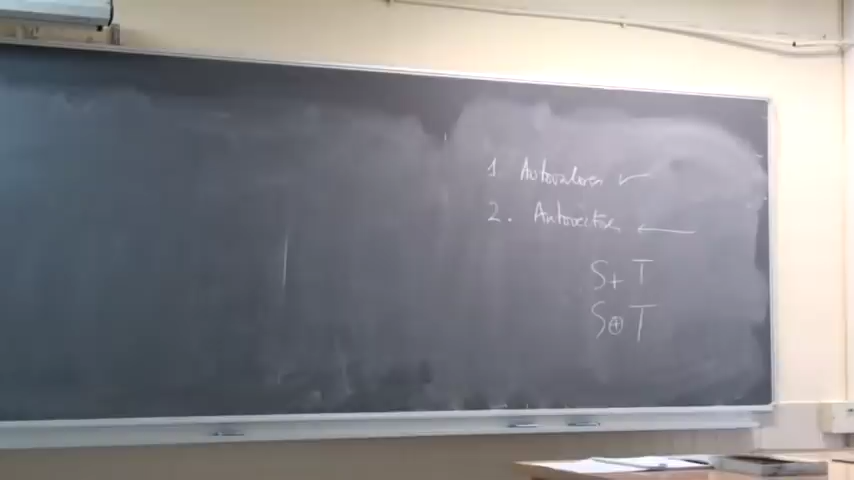 1 Autovalores ✓
2. Autovectores ←
S + T
S ⊕ T